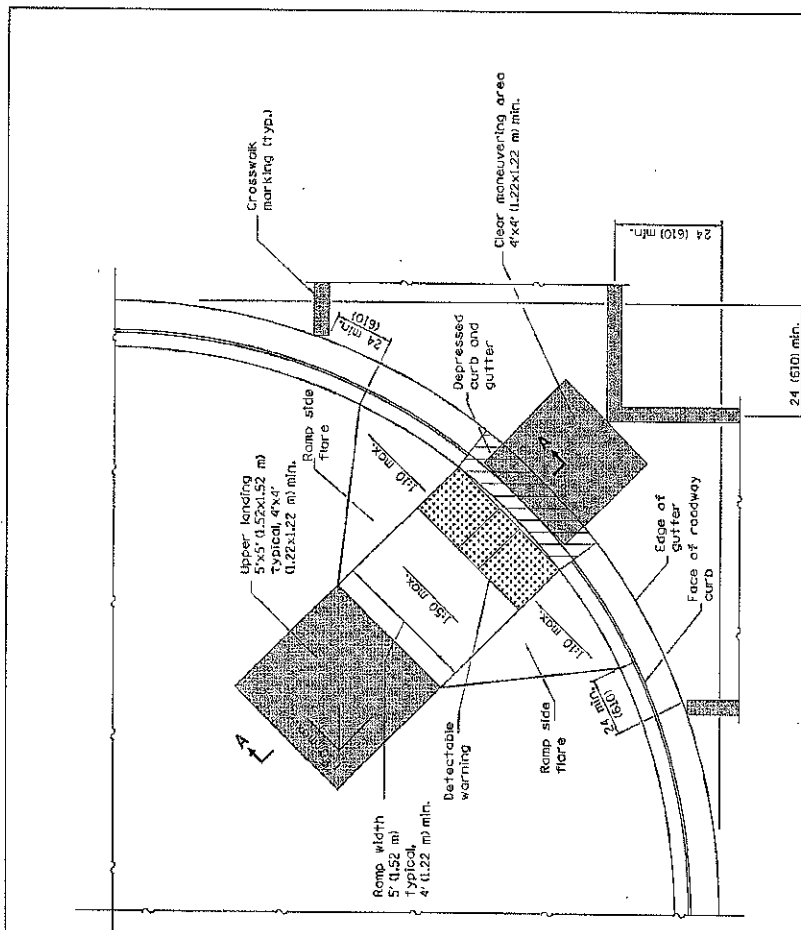 Crosswalk
marking (typ.)
Upper landing
5'x5' (1.52x1.52 m)
typical, 4'x4'
(1.22x1.22 m) min.
Ramp side
flare
24 min.
(610)
Clear maneuvering area
4'x4' (1.22x1.22 m) min.
Depressed
curb and
gutter
24 (610) min.
24 (610) min.
1:10 max.
1:50 max.
1:10 max.
A
A
Ramp width
5' (1.52 m)
typical,
4' (1.22 m) min.
Detectable
warning
Ramp side
flare
24 min.
(610)
Edge of
gutter
Face of roadway
curb